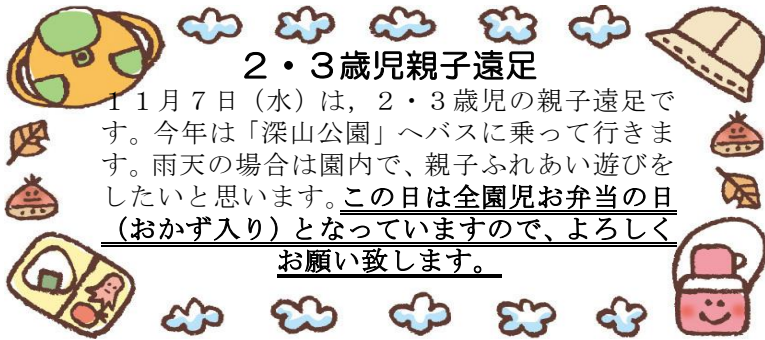 ２・３歳児親子遠足
１１月７日（水）は，２・３歳児の親子遠足で
す。今年は「深山公園」へバスに乗って行きま
す。雨天の場合は園内で、親子ふれあい遊びを
したいと思います。この日は全園児お弁当の日
（おかず入り）となっていますので、よろしく
お願い致します。